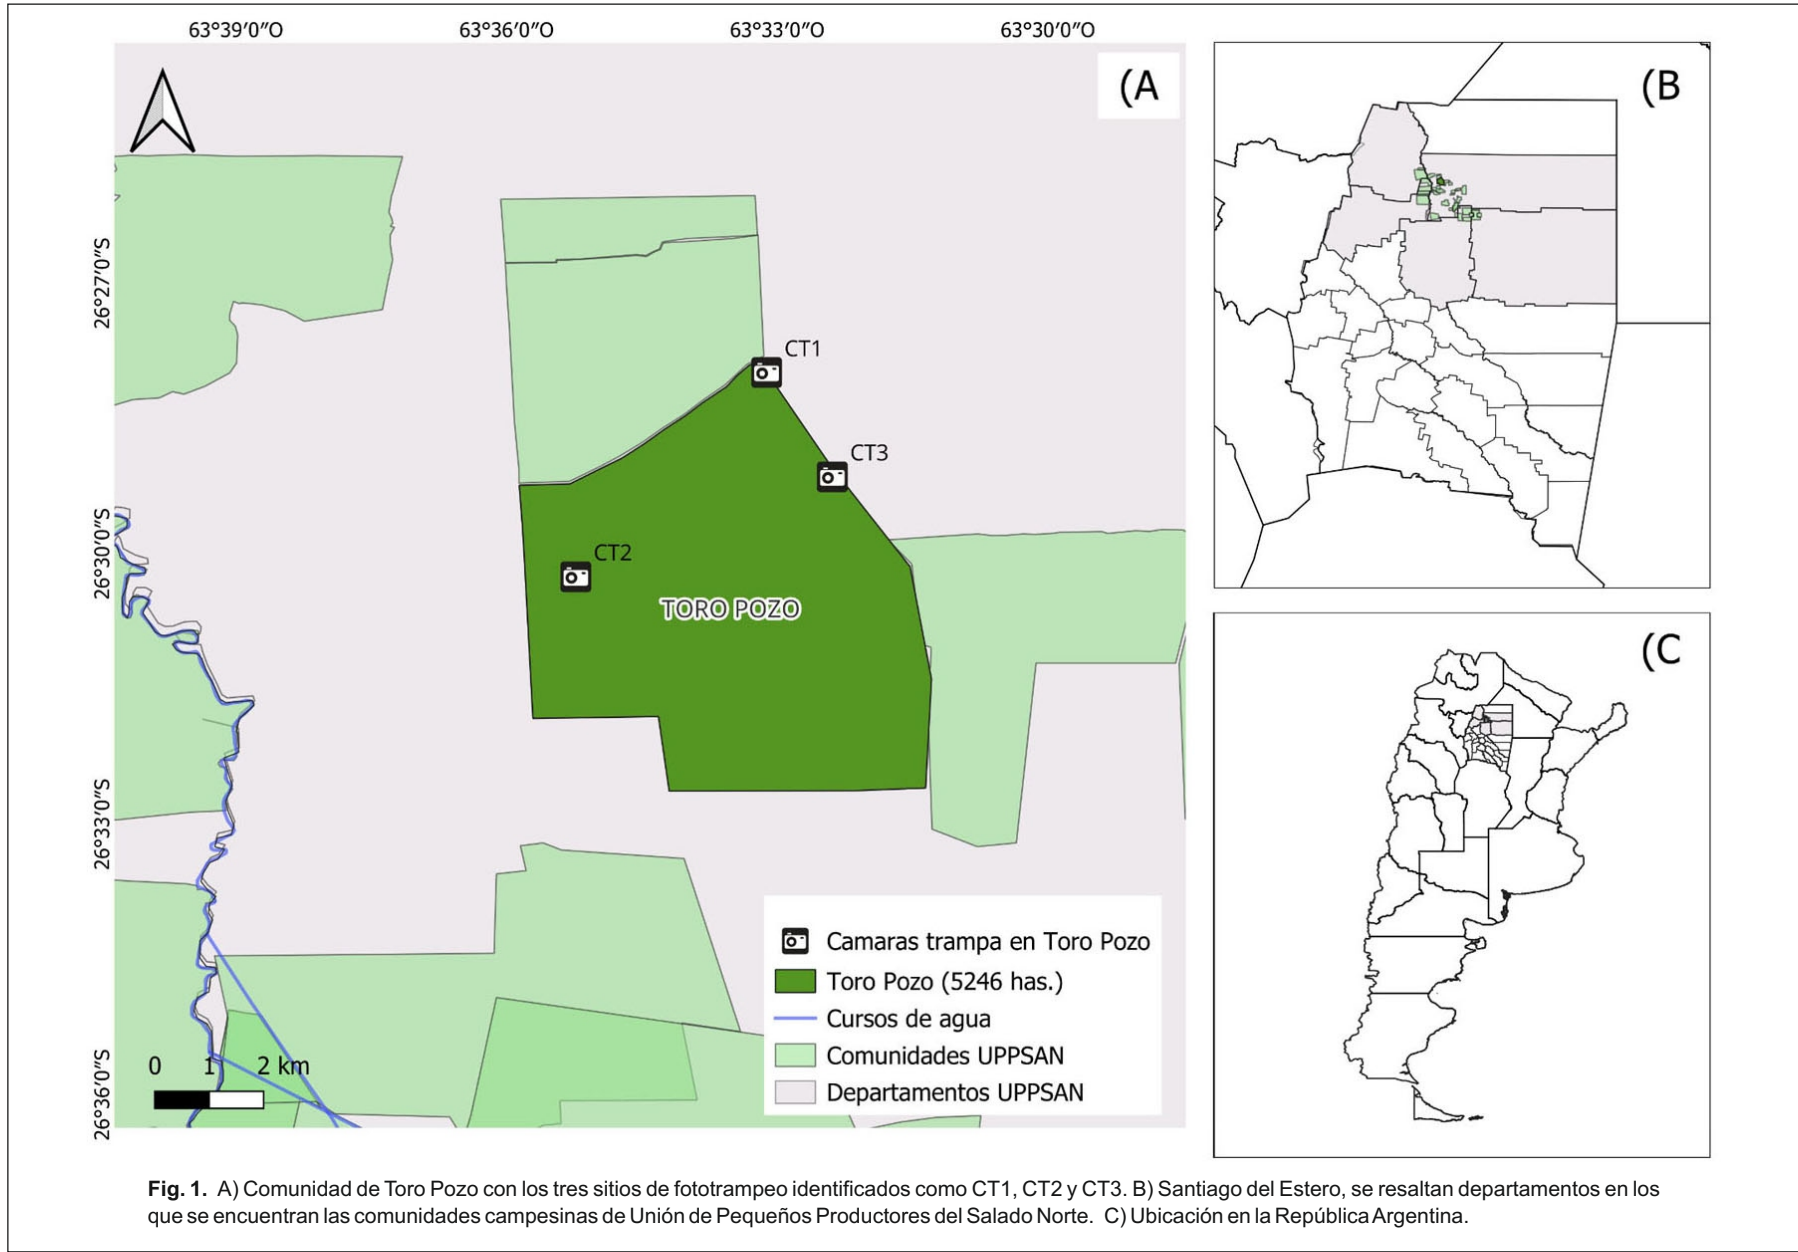 63°39'0"O 63°36'0"O 63°33'0"O 63°30'0"O
(A
26°27'0"S
26°30'0"S
26°33'0"S
26°36'0"S
CT1
CT3
CT2
TORO POZO
0 1 2 km
Camaras trampa en Toro Pozo
Toro Pozo (5246 has.)
Cursos de agua
Comunidades UPPSAN
Departamentos UPPSAN
(B
(C
Fig. 1. A) Comunidad de Toro Pozo con los tres sitios de fototrampeo identificados como CT1, CT2 y CT3. B) Santiago del Estero, se resaltan departamentos en los
que se encuentran las comunidades campesinas de Unión de Pequeños Productores del Salado Norte. C) Ubicación en la República Argentina.